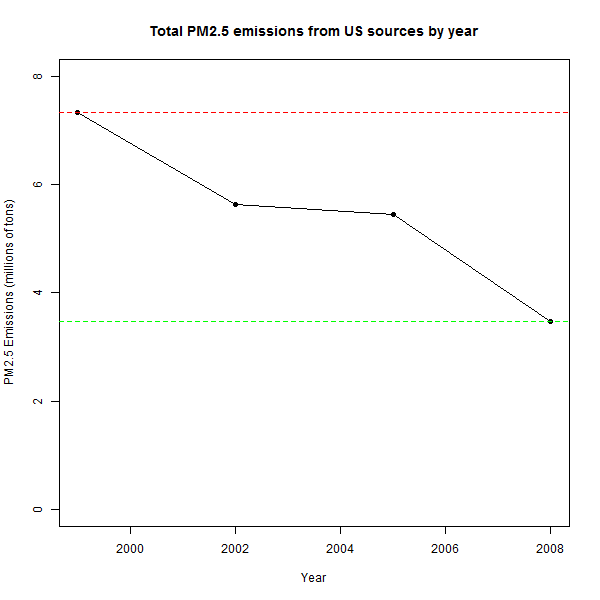 Total PM2.5 emissions from US sources by year
PM2.5 Emissions (millions of tons)
8
6
4
2
0
2000 2002 2004 2006 2008
Year